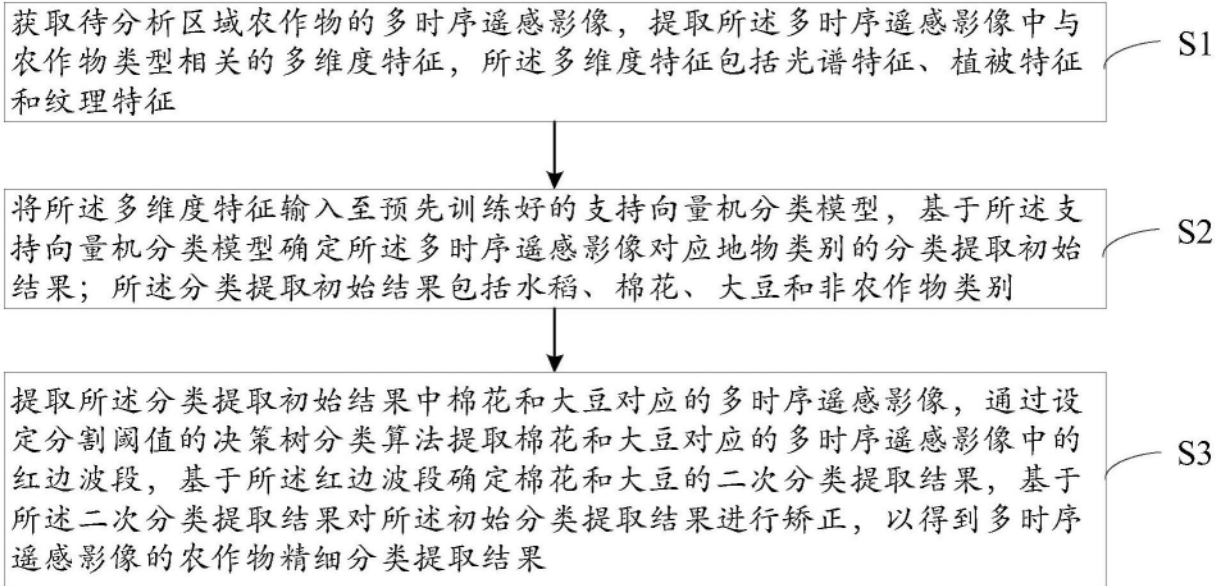 获取待分析区域农作物的多时序遥感影像，提取所述多时序遥感影像中与
农作物类型相关的多维度特征，所述多维度特征包括光谱特征、植被特征
和纹理特征
S1
将所述多维度特征输入至预先训练好的支持向量机分类模型，基于所述支
持向量机分类模型确定所述多时序遥感影像对应地物类别的分类提取初始
结果；所述分类提取初始结果包括水稻、棉花、大豆和非农作物类别
S2
提取所述分类提取初始结果中棉花和大豆对应的多时序遥感影像，通过设
定分割阈值的决策树分类算法提取棉花和大豆对应的多时序遥感影像中的
红边波段，基于所述红边波段确定棉花和大豆的二次分类提取结果，基于
所述二次分类提取结果对所述初始分类提取结果进行矫正，以得到多时序
遥感影像的农作物精细分类提取结果
S3